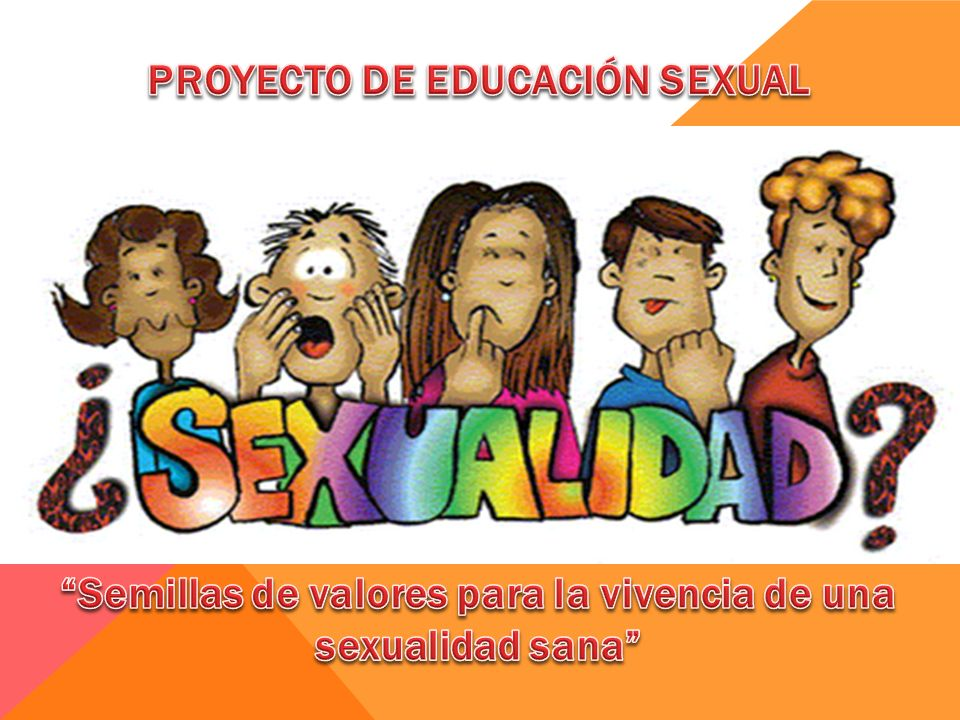 PROYECTO DE EDUCACIÓN SEXUAL
¿SEXUALIDAD?
“Semillas de valores para la vivencia de una
sexualidad sana”